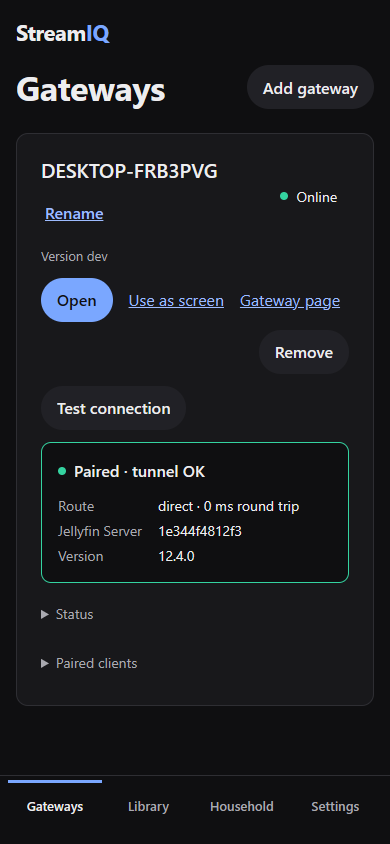 StreamIQ
Gateways
Add gateway
DESKTOP-FRB3PVG
Online
Rename
Version dev
Open Use as screen Gateway page
Remove
Test connection
Paired · tunnel OK
Route direct · 0 ms round trip
Jellyfin Server 1e344f4812f3
Version 12.4.0
Status
Paired clients
Gateways Library Household Settings